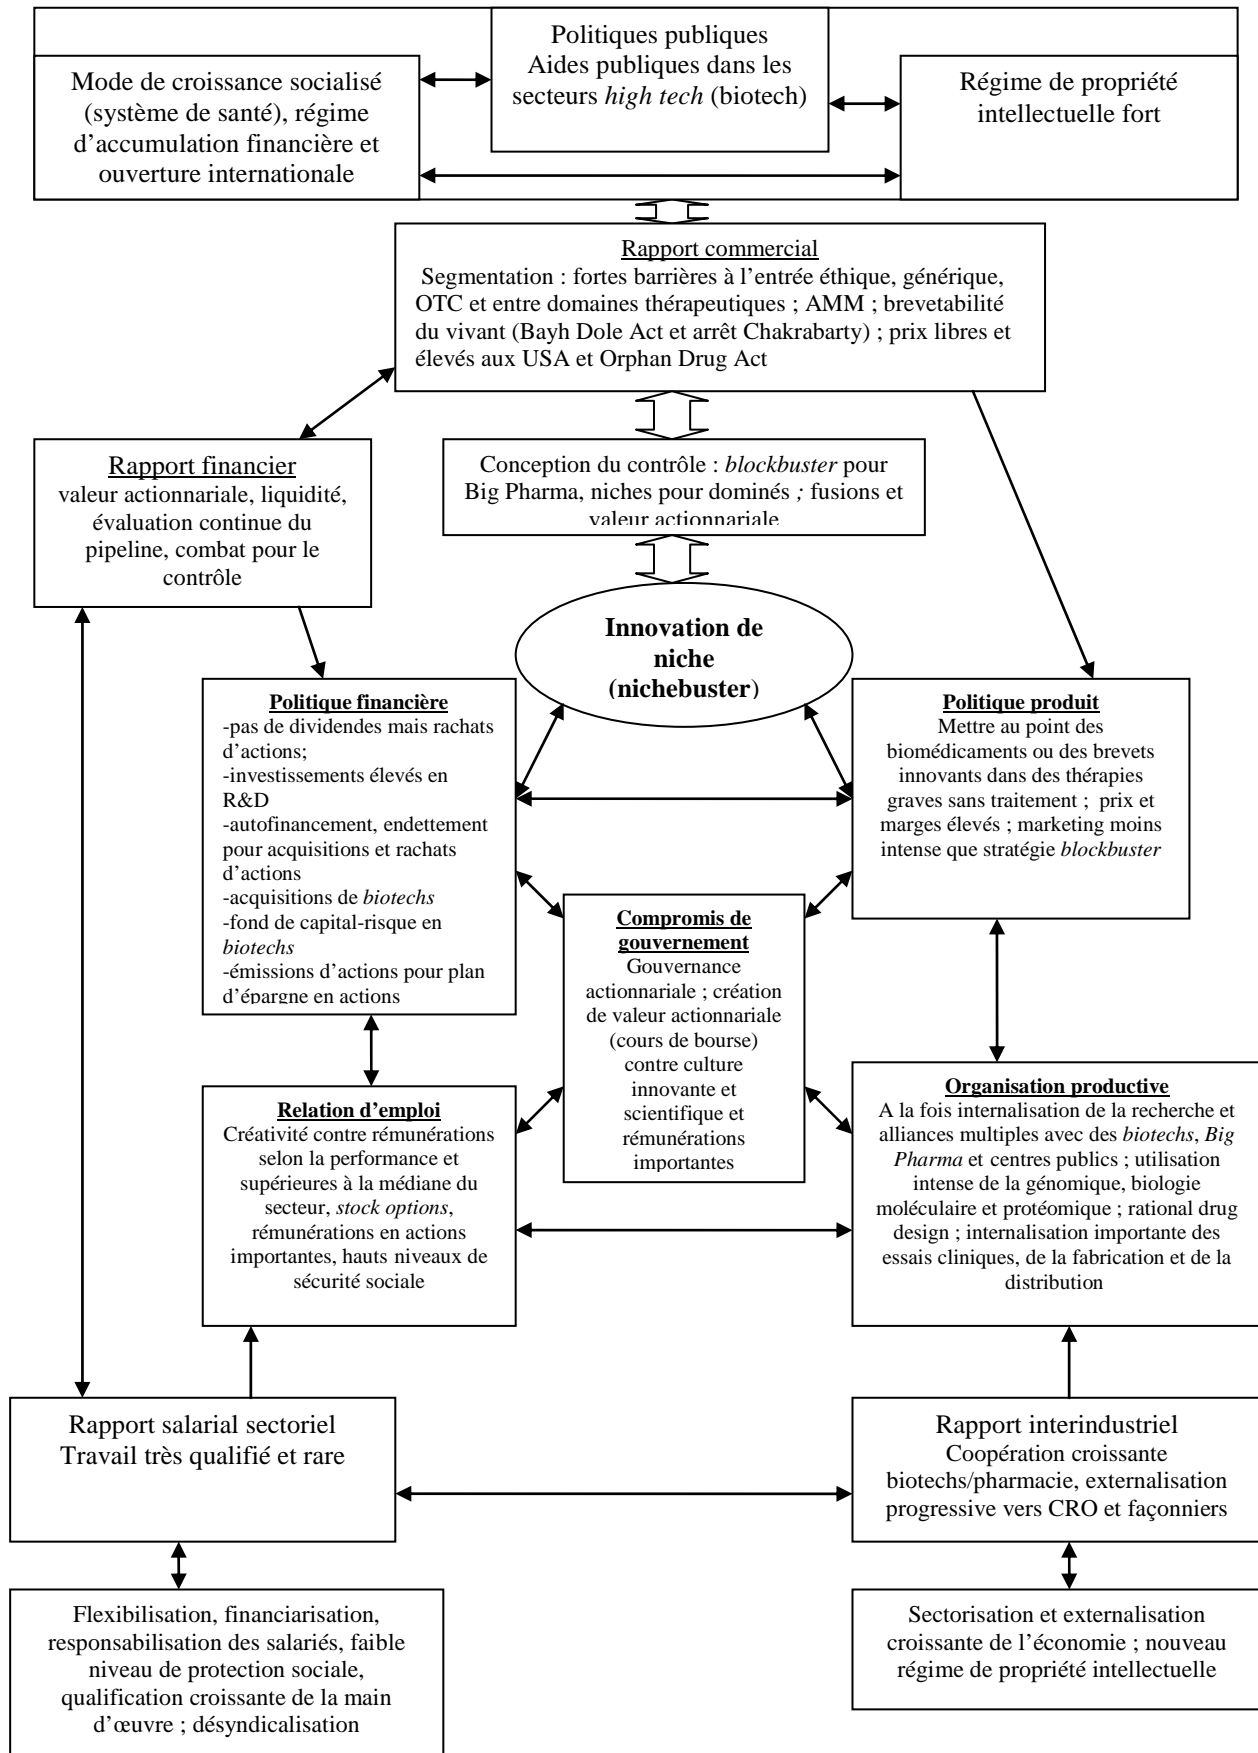 Politiques publiques
Aides publiques dans les
secteurs high tech (biotech)
Mode de croissance socialisé
(système de santé), régime
d’accumulation financière et
ouverture internationale
Régime de propriété
intellectuelle fort
Rapport commercial
Segmentation : fortes barrières à l’entrée éthique, générique,
OTC et entre domaines thérapeutiques ; AMM ; brevetabilité
du vivant (Bayh Dole Act et arrêt Chakrabarty) ; prix libres et
élevés aux USA et Orphan Drug Act
Rapport financier
valeur actionnariale, liquidité,
évaluation continue du
pipeline, combat pour le
contrôle
Conception du contrôle : blockbuster pour
Big Pharma, niches pour dominés ; fusions et
valeur actionnariale
Innovation de
niche
(nichebuster)
Politique financière
-pas de dividendes mais rachats
d’actions;
-investissements élevés en
R&D
-autofinancement, endettement
pour acquisitions et rachats
d’actions
-acquisitions de biotechs
-fond de capital-risque en
biotechs
-émissions d’actions pour plan
d’épargne en actions
Politique produit
Mettre au point des
biomédicaments ou des brevets
innovants dans des thérapies
graves sans traitement ; prix et
marges élevés ; marketing moins
intense que stratégie blockbuster
Compromis de
gouvernement
Gouvernance
actionnariale ; création
de valeur actionnariale
(cours de bourse)
contre culture
innovante et
scientifique et
rémunérations
importantes
Relation d’emploi
Créativité contre rémunérations
selon la performance et
supérieures à la médiane du
secteur, stock options,
rémunérations en actions
importantes, hauts niveaux de
sécurité sociale
Organisation productive
A la fois internalisation de la recherche et
alliances multiples avec des biotechs, Big
Pharma et centres publics ; utilisation
intense de la génomique, biologie
moléculaire et protéomique ; rational drug
design ; internalisation importante des
essais cliniques, de la fabrication et de la
distribution
Rapport salarial sectoriel
Travail très qualifié et rare
Rapport interindustriel
Coopération croissante
biotechs/pharmacie, externalisation
progressive vers CRO et façonniers
Flexibilisation, financiarisation,
responsabilisation des salariés, faible
niveau de protection sociale,
qualification croissante de la main
d’œuvre ; désyndicalisation
Sectorisation et externalisation
croissante de l’économie ; nouveau
régime de propriété intellectuelle